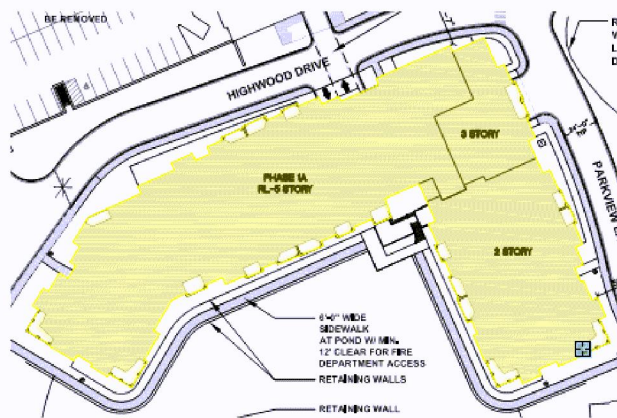 BE REMOVED
HIGHWOOD DRIVE
3 STORY
PHASE 1A
RL-5 STORY
2 STORY
PARKVIEW
6'-0" WIDE
SIDEWALK
AT POND W/ MIN.
12' CLEAR FOR FIRE
DEPARTMENT ACCESS
RETAINING WALLS
RETAINING WALL